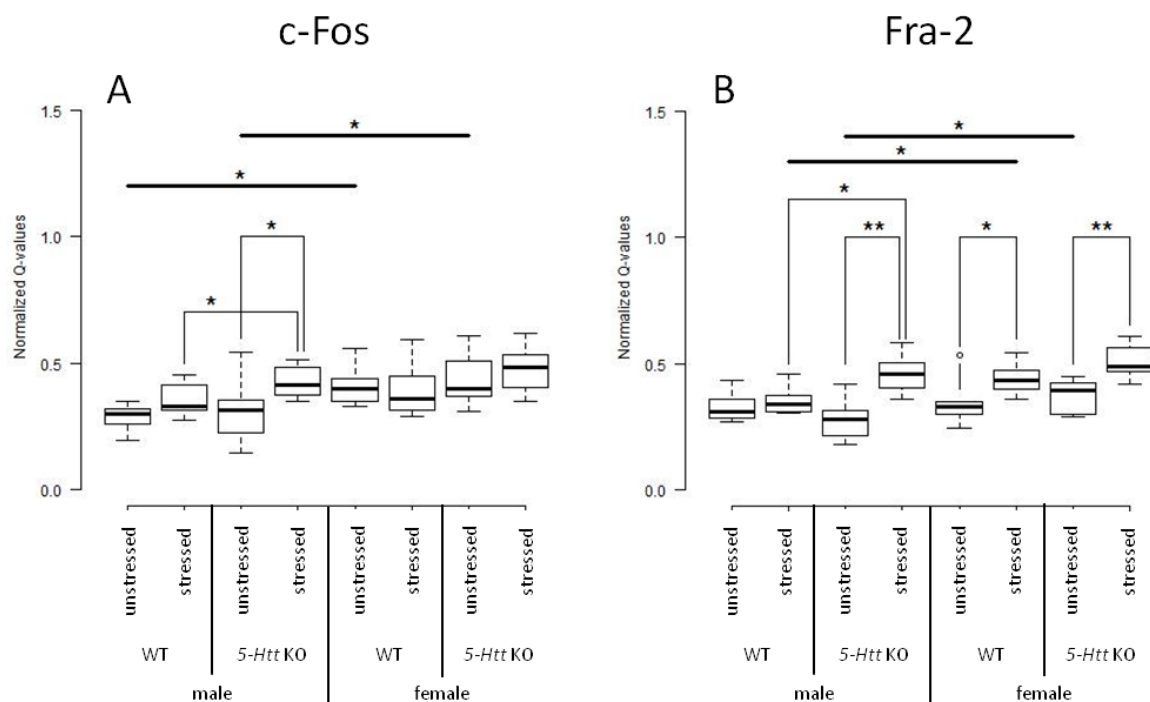 c-Fos
Fra-2
A
B
Normalized Q-values
1.5
1.0
0.5
0.0
*
*
*
*
unstressed
stressed
unstressed
stressed
unstressed
stressed
unstressed
stressed
WT
5-Htt KO
WT
5-Htt KO
male
female
Normalized Q-values
1.5
1.0
0.5
0.0
*
*
*
**
*
**
unstressed
stressed
unstressed
stressed
unstressed
stressed
unstressed
stressed
WT
5-Htt KO
WT
5-Htt KO
male
female